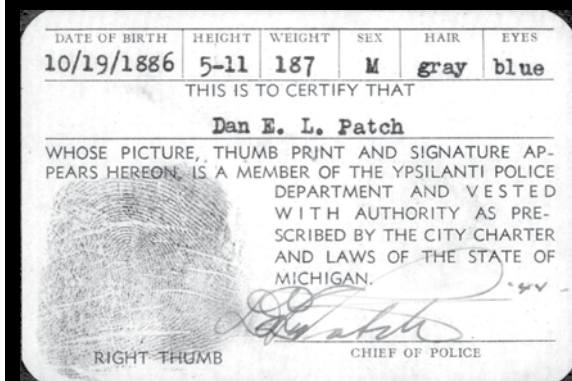 DATE OF BIRTH HEIGHT WEIGHT SEX HAIR EYES
10/19/1886 5-11 187 M gray blue
THIS IS TO CERTIFY THAT
Dan E. L. Patch
WHOSE PICTURE, THUMB PRINT AND SIGNATURE AP-
PEARS HEREON, IS A MEMBER OF THE YPSILANTI POLICE
DEPARTMENT AND VESTED
WITH AUTHORITY AS PRE-
SCRIBED BY THE CITY CHARTER
AND LAWS OF THE STATE OF
MICHIGAN.
Patch
RIGHT THUMB CHIEF OF POLICE